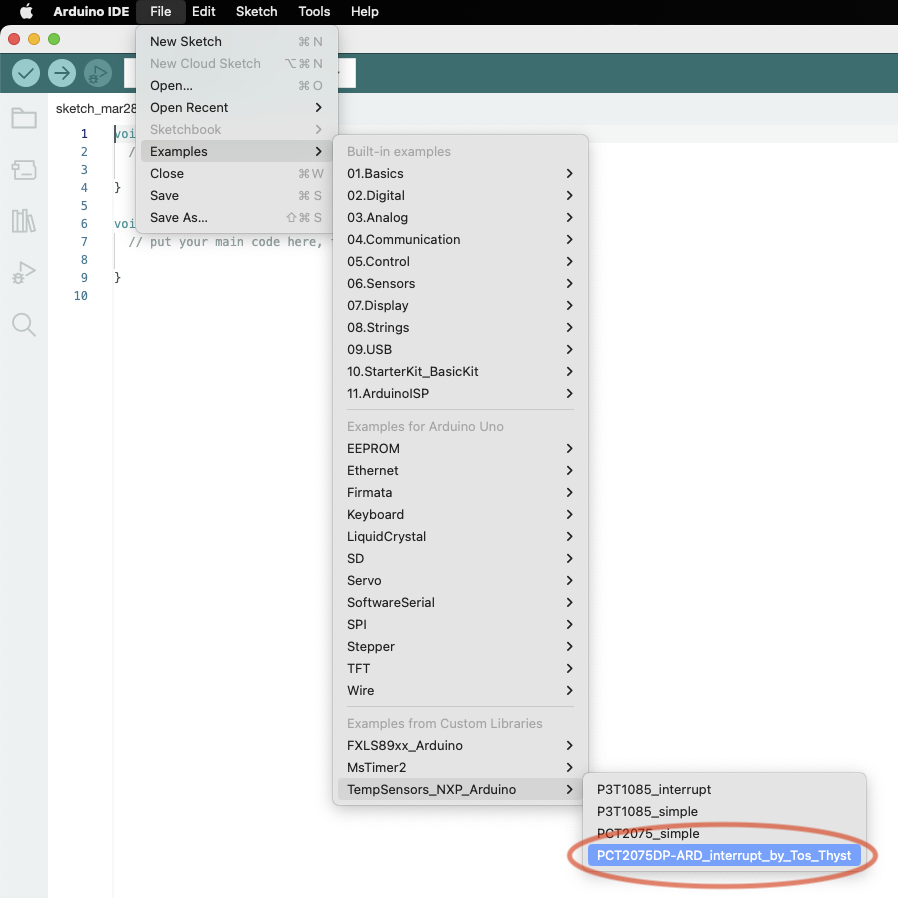 Arduino IDE File Edit Sketch Tools Help
New Sketch ⌘ N
New Cloud Sketch ⌥ ⌘ N
Open... ⌘ O
Open Recent
Sketchbook
Examples
Close ⌘ W
Save ⌘ S
Save As... ⇧ ⌘ S
sketch_mar28
1 voi
2 /
3
4 }
5
6 voi
7 // put your main code here,
8
9 }
10
Built-in examples
01.Basics
02.Digital
03.Analog
04.Communication
05.Control
06.Sensors
07.Display
08.Strings
09.USB
10.StarterKit_BasicKit
11.ArduinoISP
Examples for Arduino Uno
EEPROM
Ethernet
Firmata
Keyboard
LiquidCrystal
SD
Servo
SoftwareSerial
SPI
Stepper
TFT
Wire
Examples from Custom Libraries
FXLS89xx_Arduino
MsTimer2
TempSensors_NXP_Arduino
P3T1085_interrupt
P3T1085_simple
PCT2075_simple
PCT2075DP-ARD_interrupt_by_Tos_Thyst